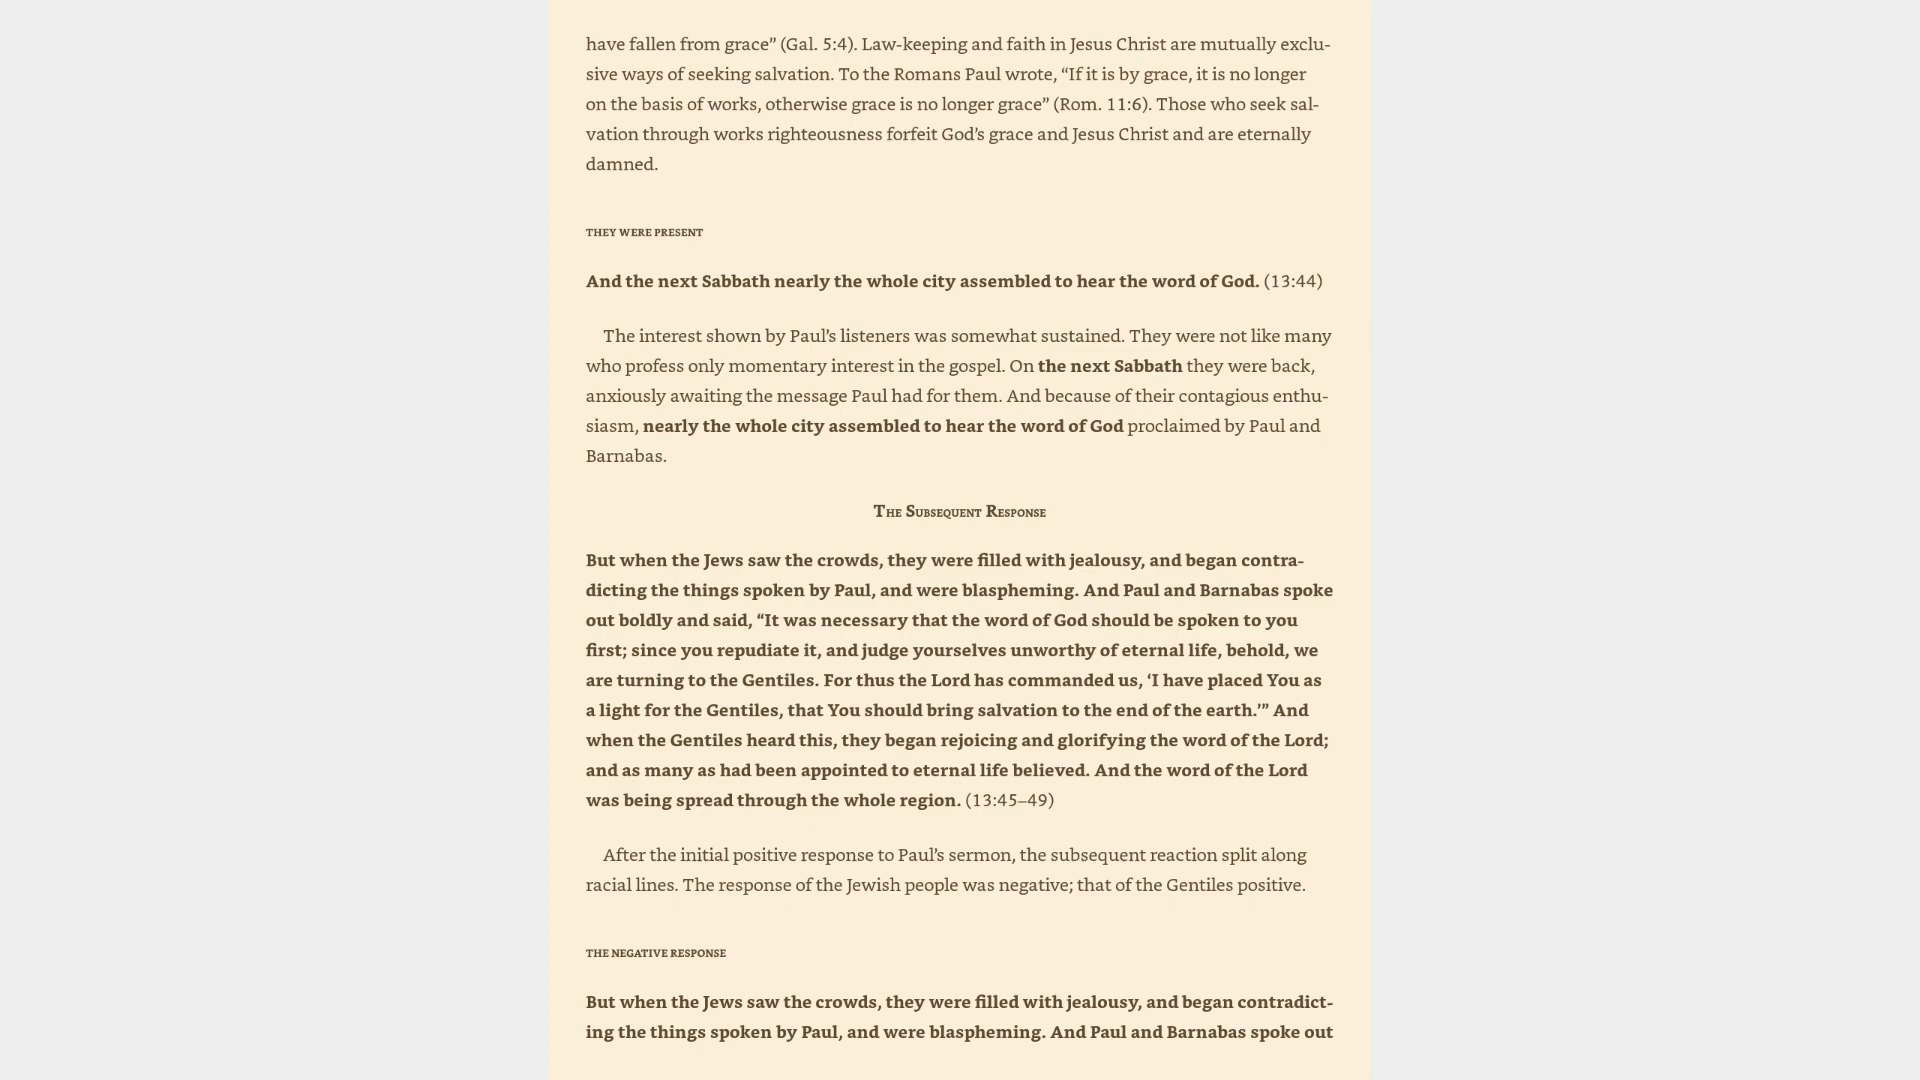 have fallen from grace” (Gal. 5:4). Law-keeping and faith in Jesus Christ are mutually exclu-
sive ways of seeking salvation. To the Romans Paul wrote, “If it is by grace, it is no longer
on the basis of works, otherwise grace is no longer grace” (Rom. 11:6). Those who seek sal-
vation through works righteousness forfeit God’s grace and Jesus Christ and are eternally
damned.
THEY WERE PRESENT
And the next Sabbath nearly the whole city assembled to hear the word of God. (13:44)
The interest shown by Paul’s listeners was somewhat sustained. They were not like many
who profess only momentary interest in the gospel. On the next Sabbath they were back,
anxiously awaiting the message Paul had for them. And because of their contagious enthu-
siasm, nearly the whole city assembled to hear the word of God proclaimed by Paul and
Barnabas.
The Subsequent Response
But when the Jews saw the crowds, they were filled with jealousy, and began contra-
dicting the things spoken by Paul, and were blaspheming. And Paul and Barnabas spoke
out boldly and said, “It was necessary that the word of God should be spoken to you
first; since you repudiate it, and judge yourselves unworthy of eternal life, behold, we
are turning to the Gentiles. For thus the Lord has commanded us, ‘I have placed You as
a light for the Gentiles, that You should bring salvation to the end of the earth.’” And
when the Gentiles heard this, they began rejoicing and glorifying the word of the Lord;
and as many as had been appointed to eternal life believed. And the word of the Lord
was being spread through the whole region. (13:45–49)
After the initial positive response to Paul’s sermon, the subsequent reaction split along
racial lines. The response of the Jewish people was negative; that of the Gentiles positive.
THE NEGATIVE RESPONSE
But when the Jews saw the crowds, they were filled with jealousy, and began contradict-
ing the things spoken by Paul, and were blaspheming. And Paul and Barnabas spoke out